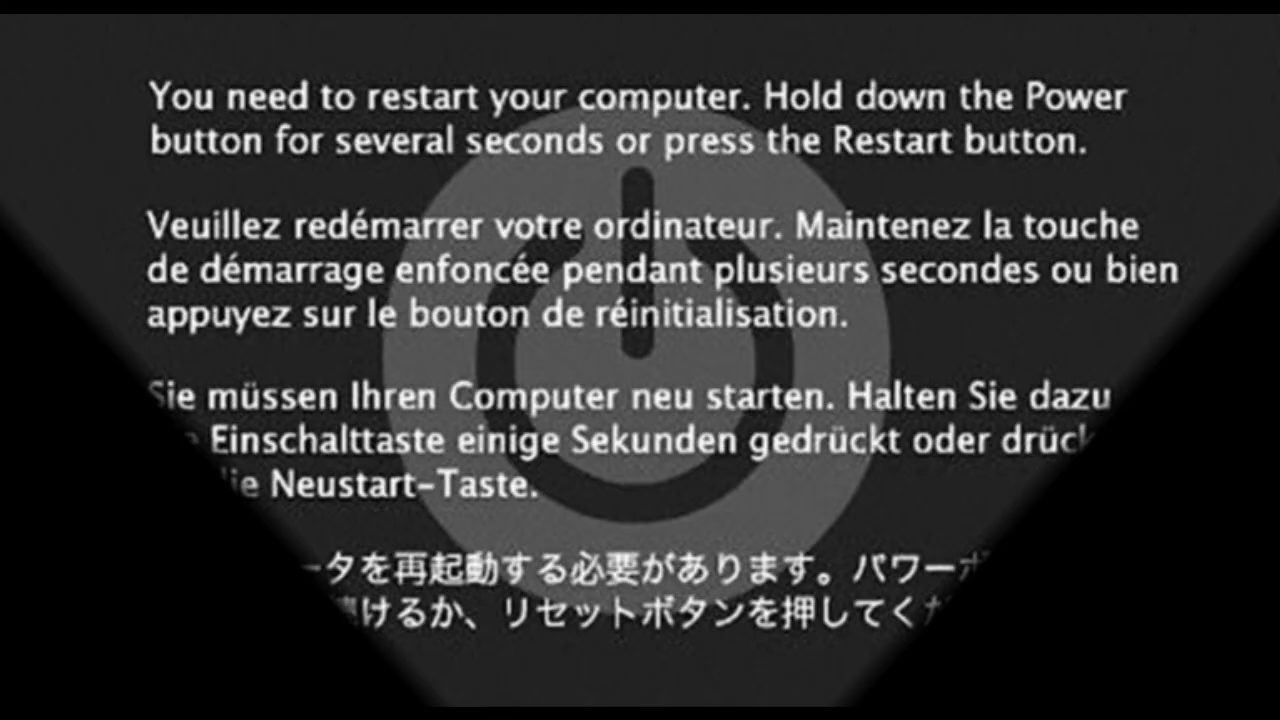 You need to restart your computer. Hold down the Power
button for several seconds or press the Restart button.
Veuillez redémarrer votre ordinateur. Maintenez la touche
de démarrage enfoncée pendant plusieurs secondes ou bien
appuyez sur le bouton de réinitialisation.
Sie müssen Ihren Computer neu starten. Halten Sie dazu
Einschalttaste einige Sekunden gedrückt oder
die Neustart-Taste.
ータを再起動する必要があります。パワー
けるか、リセットボタンを押してく